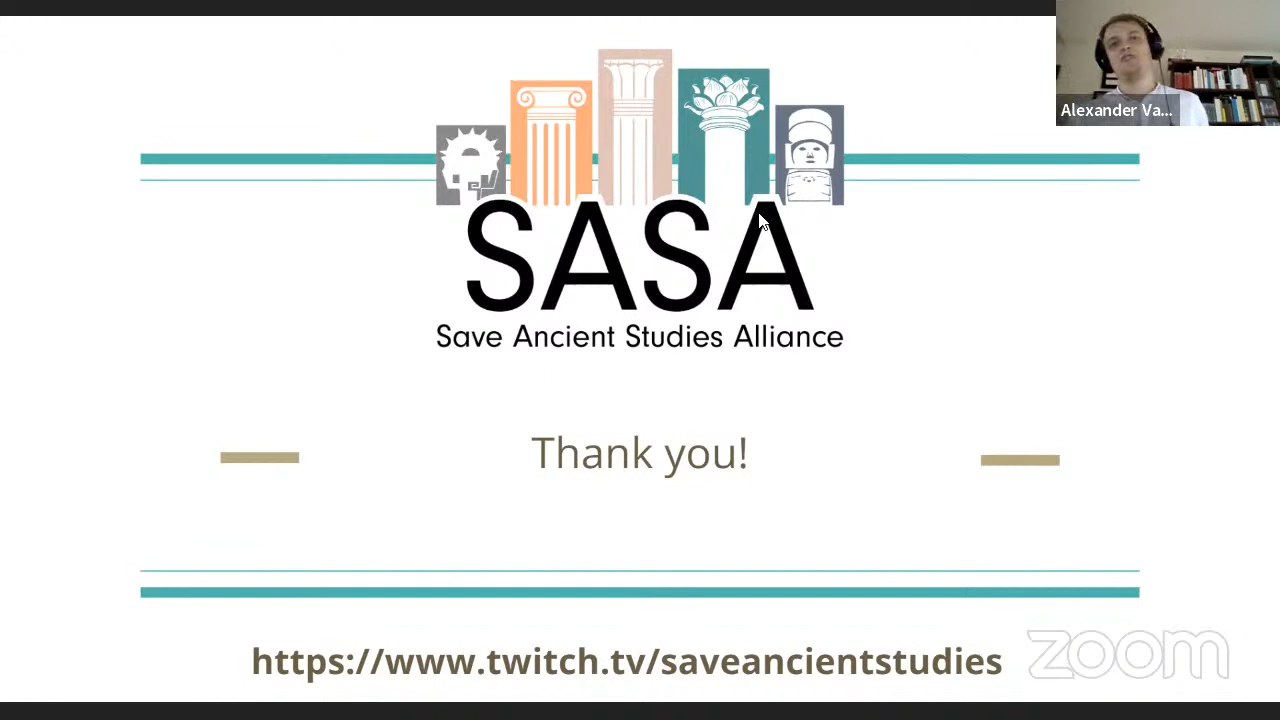 Alexander Va...
SASA
Save Ancient Studies Alliance
Thank you!
https://www.twitch.tv/saveancientstudies
zoom